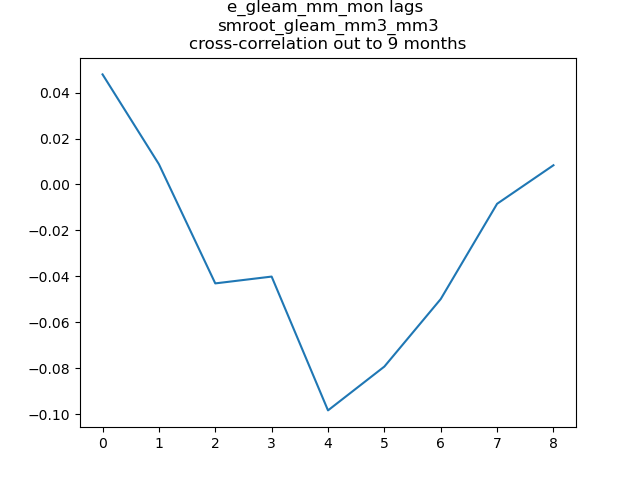 e_gleam_mm_mon lags
smroot_gleam_mm3_mm3
cross-correlation out to 9 months
0.04
0.02
0.00
−0.02
−0.04
−0.06
−0.08
−0.10
0 1 2 3 4 5 6 7 8